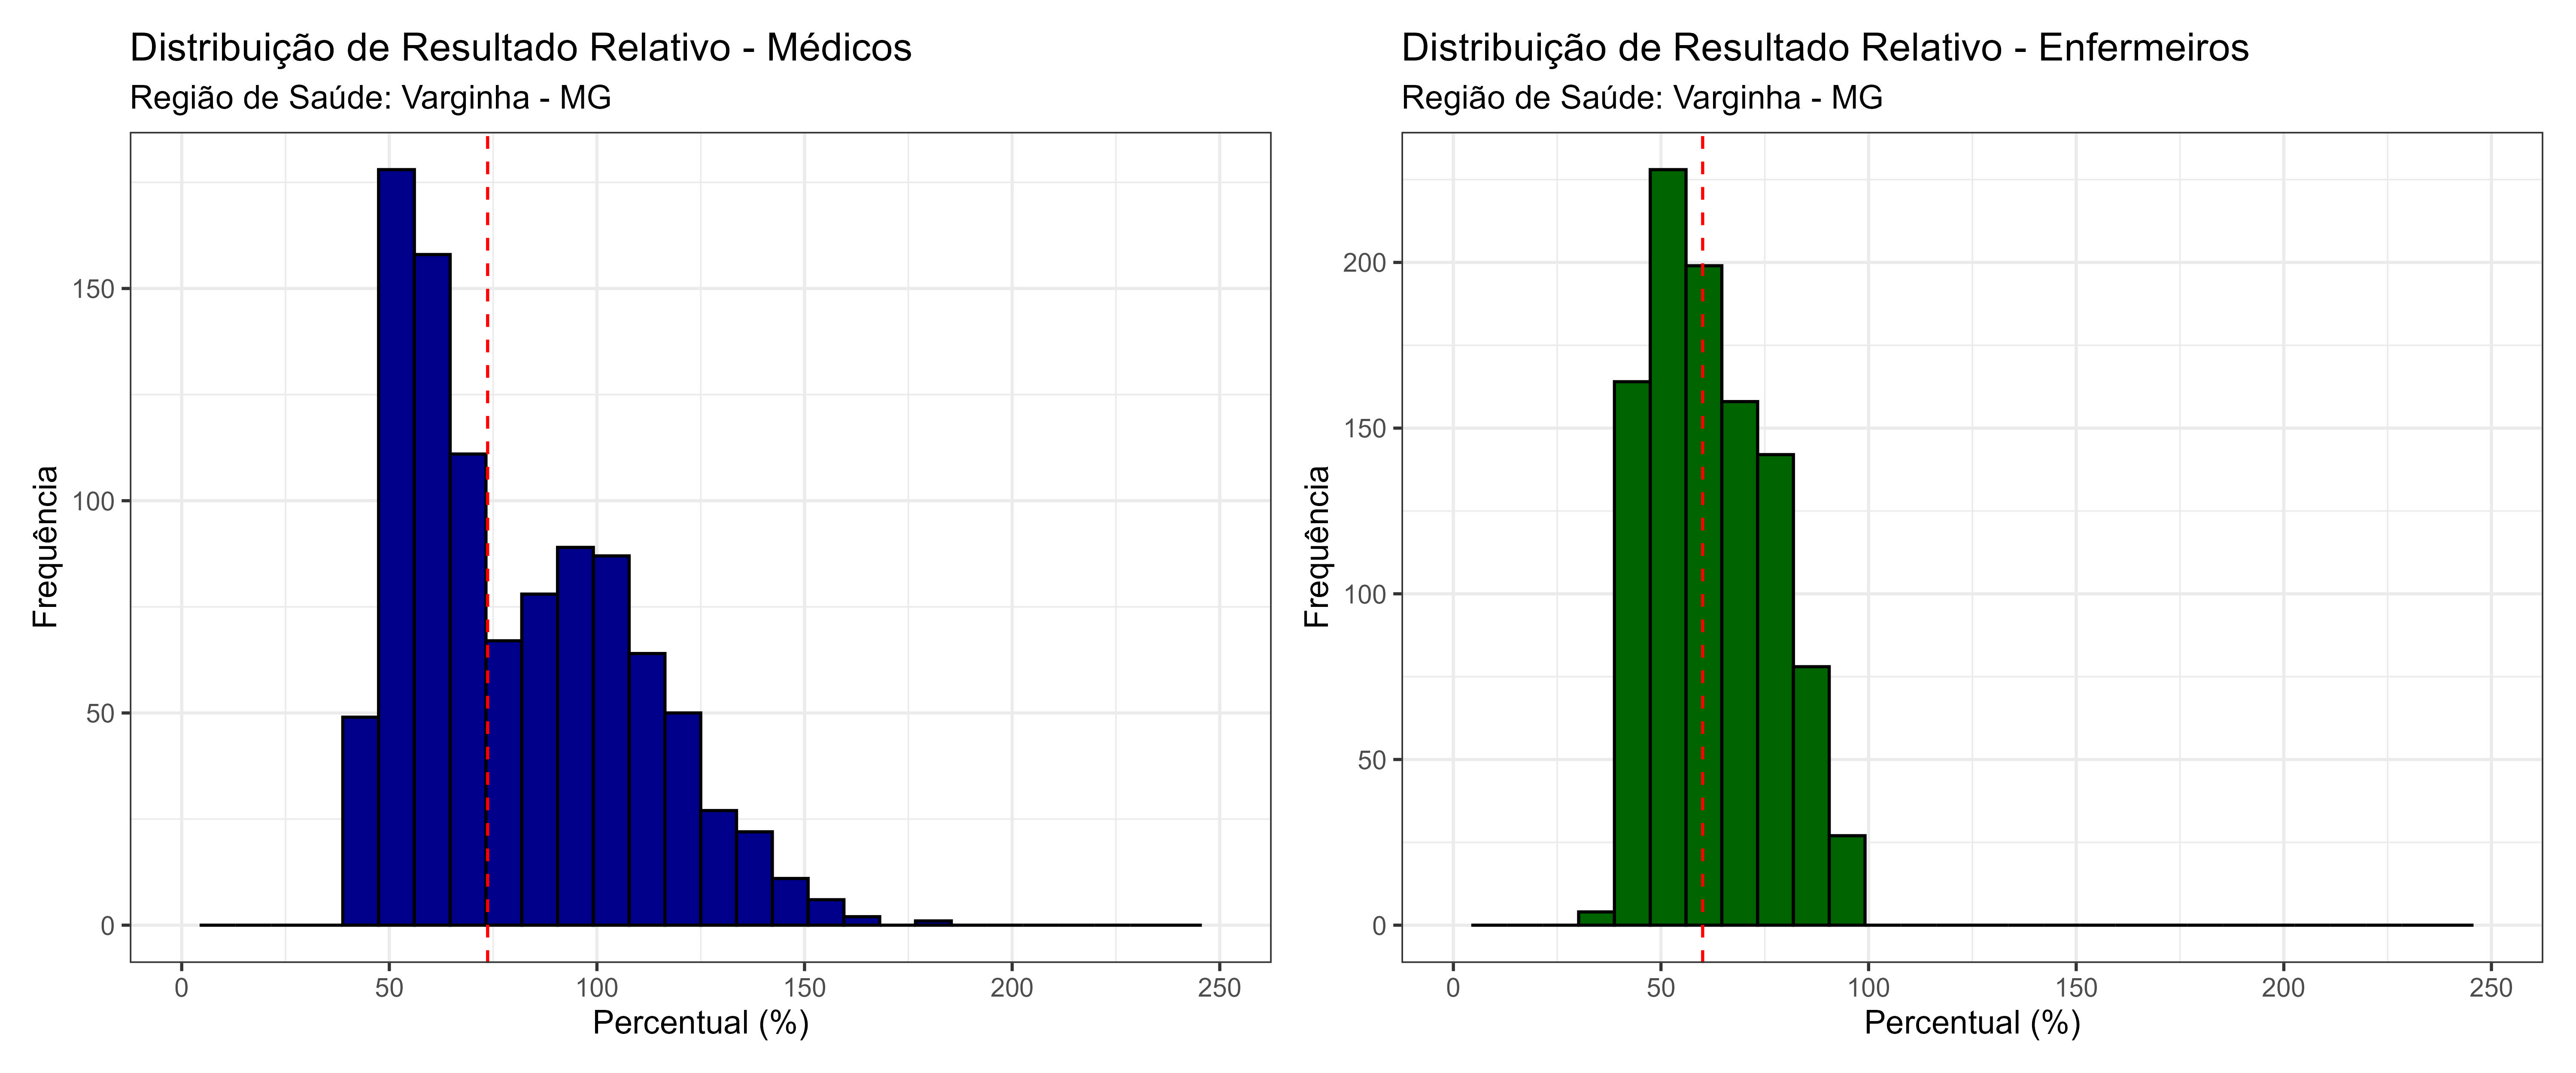 Distribuição de Resultado Relativo - Médicos
Região de Saúde: Varginha - MG
150
100
50
0
Frequência
0 50 100 150 200 250
Percentual (%)
Distribuição de Resultado Relativo - Enfermeiros
Região de Saúde: Varginha - MG
200
150
100
50
0
Frequência
0 50 100 150 200 250
Percentual (%)